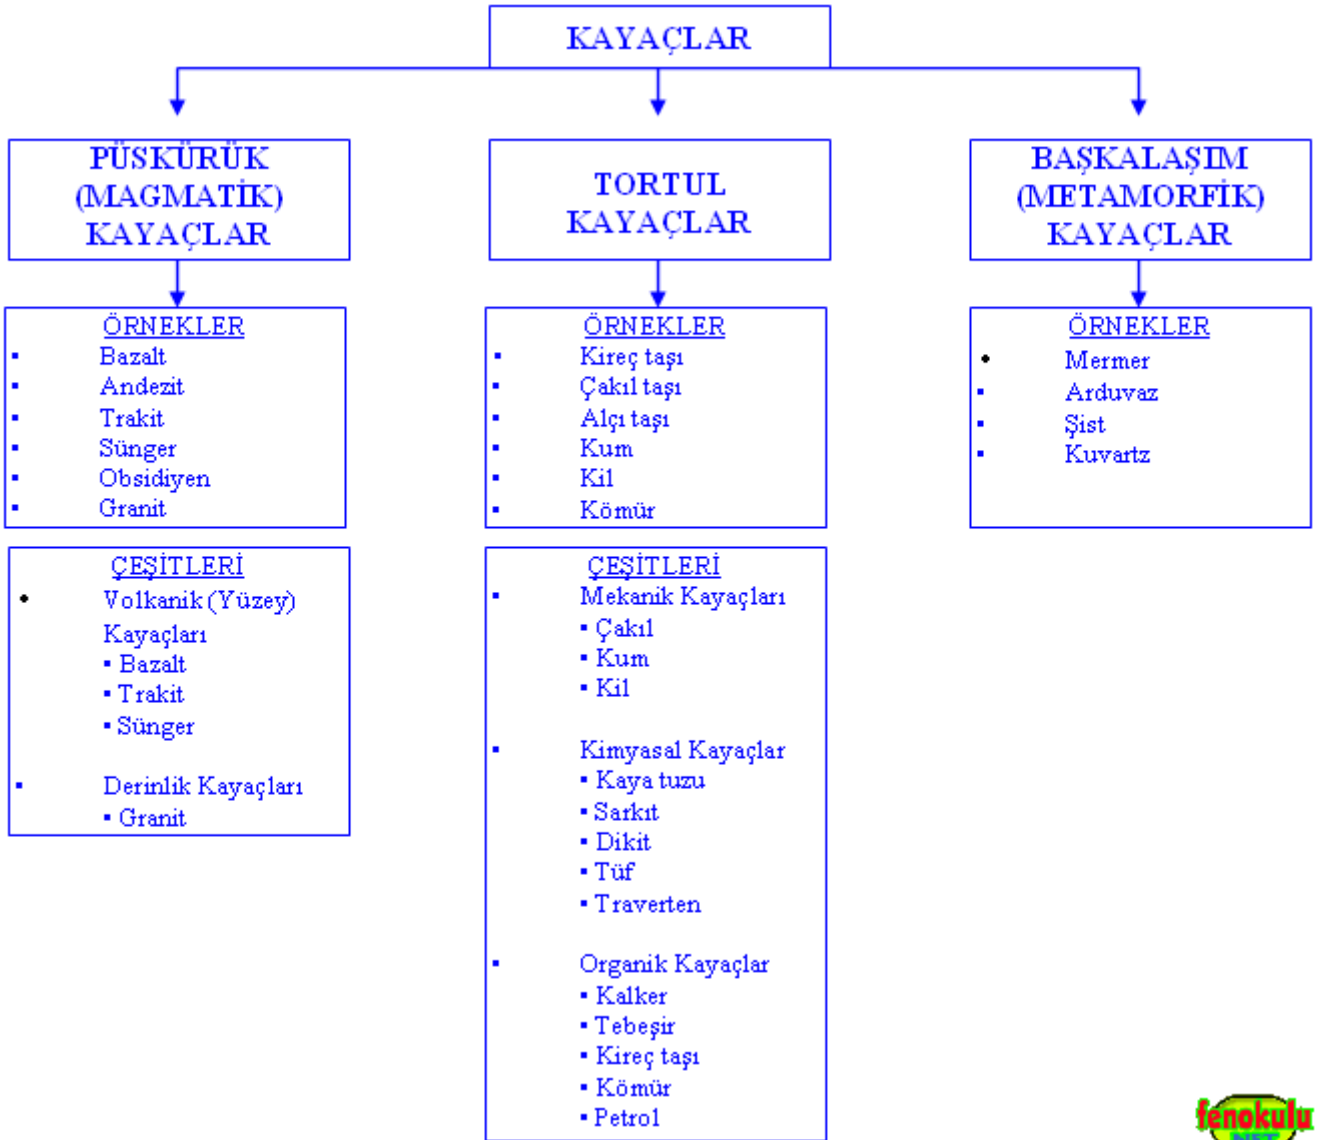 KAYAÇLAR
PÜSKÜRÜK
(MAGMATİK)
KAYAÇLAR
ÖRNEKLER
▪ Bazalt
▪ Andezit
▪ Trakit
▪ Sünger
▪ Obsidiyen
▪ Granit
ÇEŞİTLERİ
• Volkanik (Yüzey)
Kayaçları
▪ Bazalt
▪ Trakit
▪ Sünger
▪ Derinlik Kayaçları
▪ Granit
TORTUL
KAYAÇLAR
ÖRNEKLER
▪ Kireç taşı
▪ Çakıl taşı
▪ Alçı taşı
▪ Kum
▪ Kil
▪ Kömür
ÇEŞİTLERİ
▪ Mekanik Kayaçları
▪ Çakıl
▪ Kum
▪ Kil
▪ Kimyasal Kayaçlar
▪ Kaya tuzu
▪ Sarkıt
▪ Dikit
▪ Tüf
▪ Traverten
▪ Organik Kayaçlar
▪ Kalker
▪ Tebeşir
▪ Kireç taşı
▪ Kömür
▪ Petrol
BAŞKALAŞIM
(METAMORFİK)
KAYAÇLAR
ÖRNEKLER
• Mermer
▪ Arduvaz
▪ Şist
▪ Kuvartz
fenokulu
NET